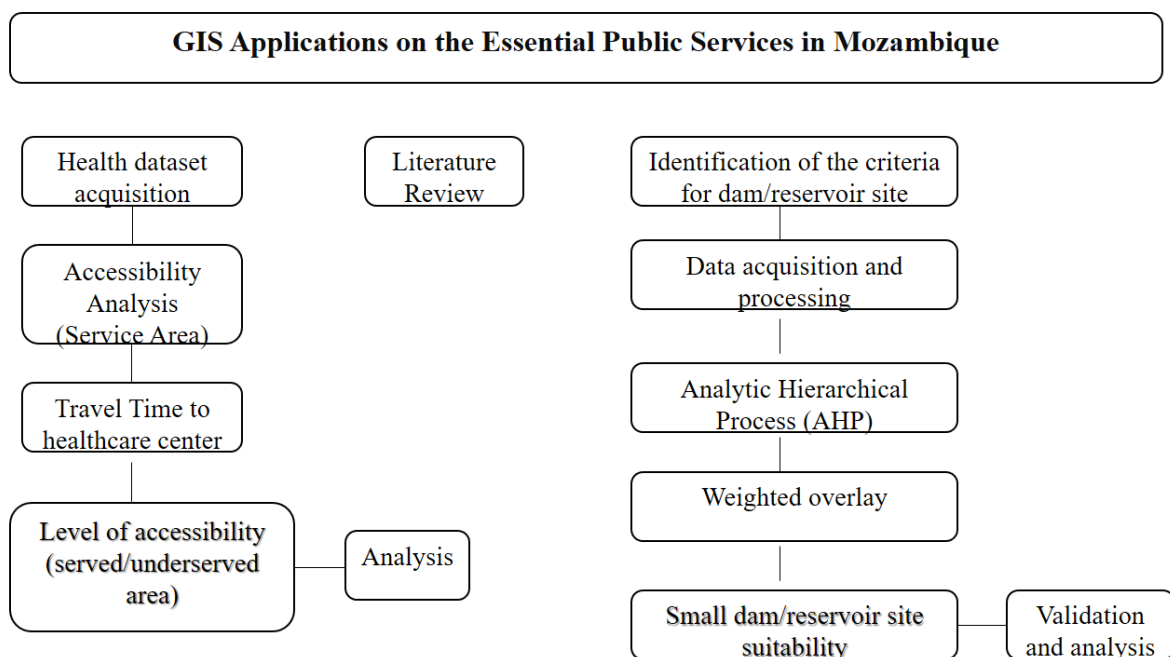 GIS Applications on the Essential Public Services in Mozambique
Health dataset
acquisition
Accessibility
Analysis
(Service Area)
Travel Time to
healthcare center
Level of accessibility
(served/underserved
area)
Analysis
Literature
Review
Identification of the criteria
for dam/reservoir site
Data acquisition and
processing
Analytic Hierarchical
Process (AHP)
Weighted overlay
Small dam/reservoir site
suitability
Validation
and analysis